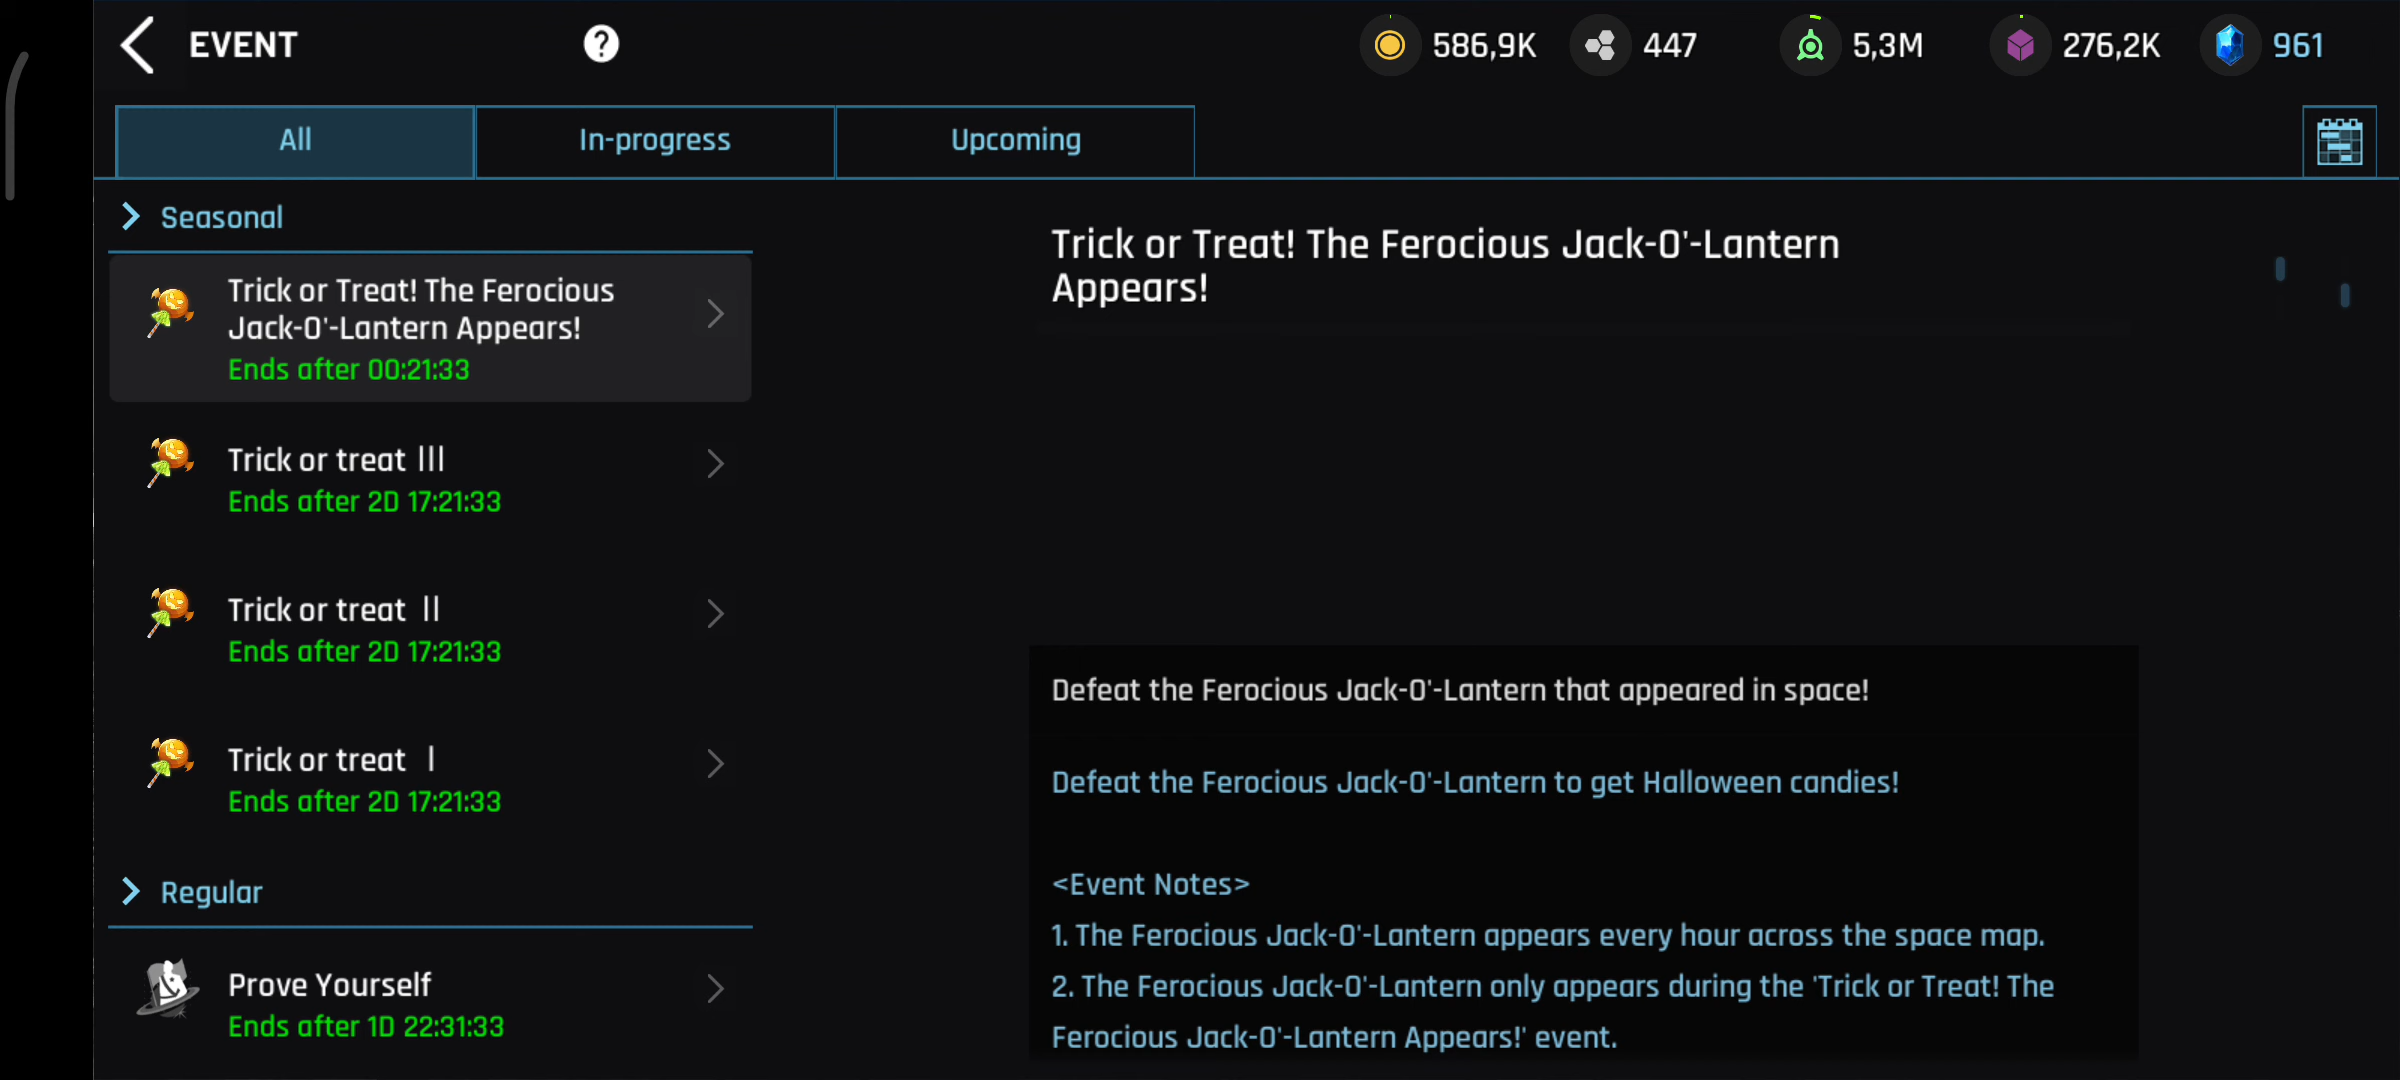 EVENT
?
586,9K
447
5,3M
276,2K
961
All
In-progress
Upcoming
Seasonal
Trick or Treat! The Ferocious
Jack-O'-Lantern Appears!
Ends after 00:21:33
Trick or treat III
Ends after 2D 17:21:33
Trick or treat II
Ends after 2D 17:21:33
Trick or treat I
Ends after 2D 17:21:33
Regular
Prove Yourself
Ends after 1D 22:31:33
Trick or Treat! The Ferocious Jack-O'-Lantern
Appears!
Defeat the Ferocious Jack-O'-Lantern that appeared in space!
Defeat the Ferocious Jack-O'-Lantern to get Halloween candies!
<Event Notes>
1. The Ferocious Jack-O'-Lantern appears every hour across the space map.
2. The Ferocious Jack-O'-Lantern only appears during the 'Trick or Treat! The
Ferocious Jack-O'-Lantern Appears!' event.